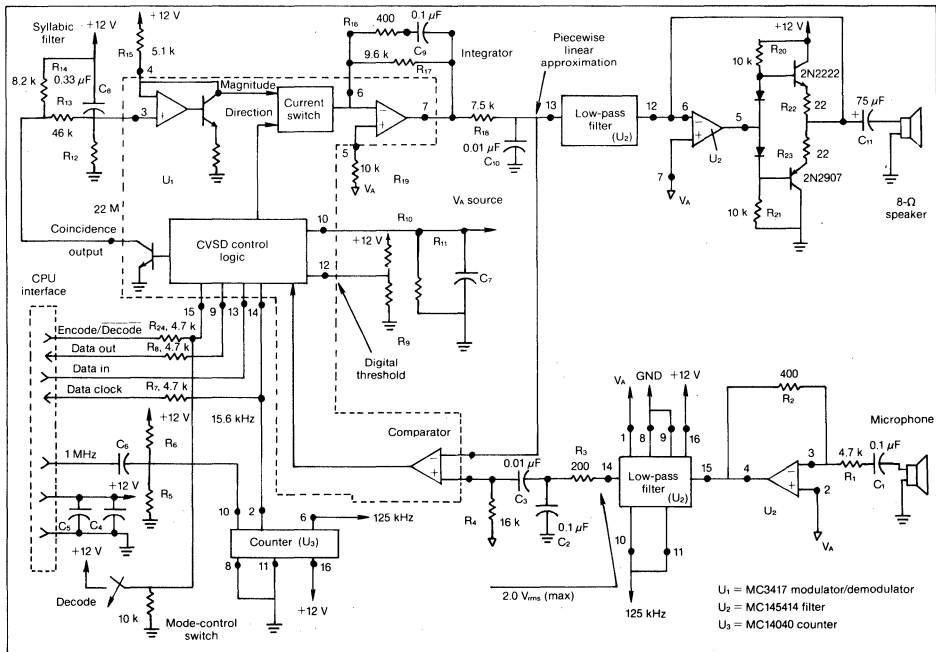 +12 V
Syllabic filter
R₁₄
8.2 k
0.33 μF
C₈
R₁₃
46 k
R₁₂
22 M
+12 V
R₁₅
5.1 k
4
3
Magnitude
Direction
Current switch
U₁
R₁₆
400
0.1 μF
C₉
9.6 k
R₁₇
Integrator
6
7
5
10 k
R₁₉
V_A
7.5 k
R₁₈
0.01 μF
C₁₀
Piecewise linear approximation
13
Low-pass filter (U₂)
12
6
7
V_A
U₂
5
+12 V
R₂₀
10 k
2N2222
R₂₂
22
R₂₃
22
2N2907
10 k
R₂₁
75 μF
C₁₁
8-Ω speaker
Coincidence output
CVSD control logic
10
12
V_A source
R₁₀
+12 V
R₁₁
C₇
R₉
Digital threshold
CPU interface
15
9
13
14
Encode/Decode
R₂₄, 4.7 k
Data out
R₈, 4.7 k
Data in
Data clock
R₇, 4.7 k
15.6 kHz
1 MHz
C₆
+12 V
R₆
R₅
+12 V
C₅
C₄
+12 V
Decode
10 k
Mode-control switch
10
2
6
125 kHz
Counter (U₃)
8
11
16
+12 V
Comparator
R₄
16 k
0.01 μF
C₃
0.1 μF
C₂
R₃
200
14
2.0 Vrms (max)
V_A
GND
+12 V
1
8
9
16
Low-pass filter (U₂)
15
10
11
125 kHz
4
3
2
U₂
V_A
400
R₂
4.7 k
R₁
0.1 μF
C₁
Microphone
U₁ = MC3417 modulator/demodulator
U₂ = MC145414 filter
U₃ = MC14040 counter